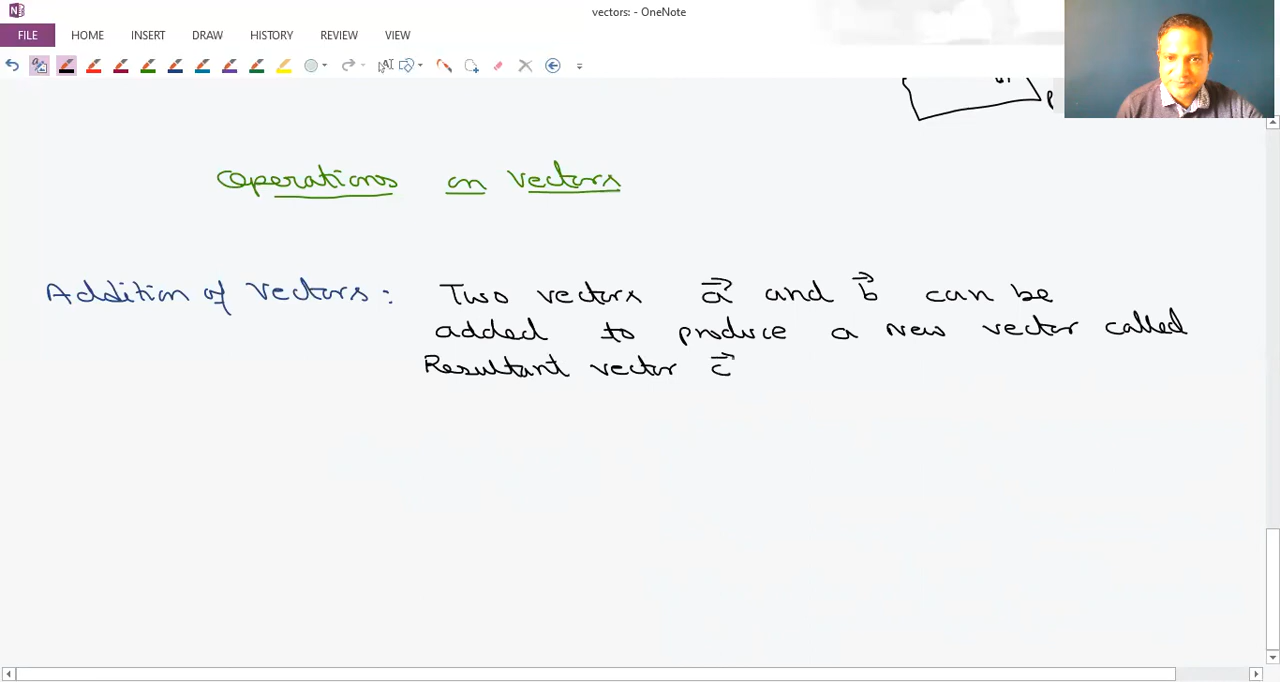 vectors: - OneNote
FILE HOME INSERT DRAW HISTORY REVIEW VIEW
P
Operations on Vectors
Addition of Vectors: Two vectors a⃗ and b⃗ can be
added to produce a new vector called
Resultant vector c⃗